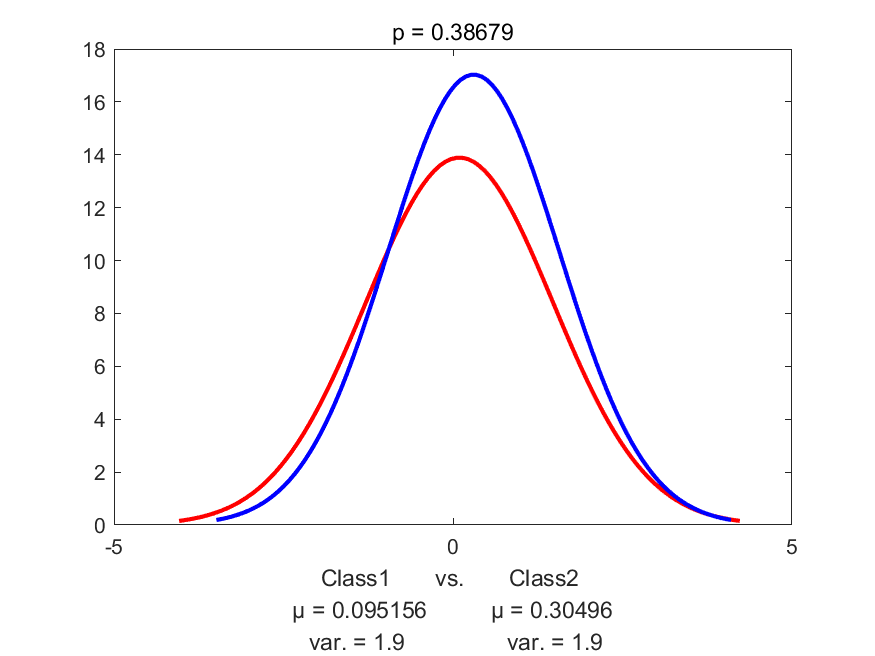 p = 0.38679
18
16
14
12
10
8
6
4
2
0
-5 0 5
Class1 vs. Class2
μ = 0.095156 μ = 0.30496
var. = 1.9 var. = 1.9